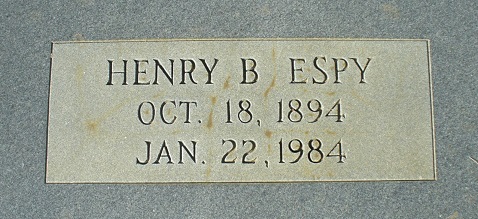 HENRY B ESPY
OCT. 18, 1894
JAN. 22, 1984